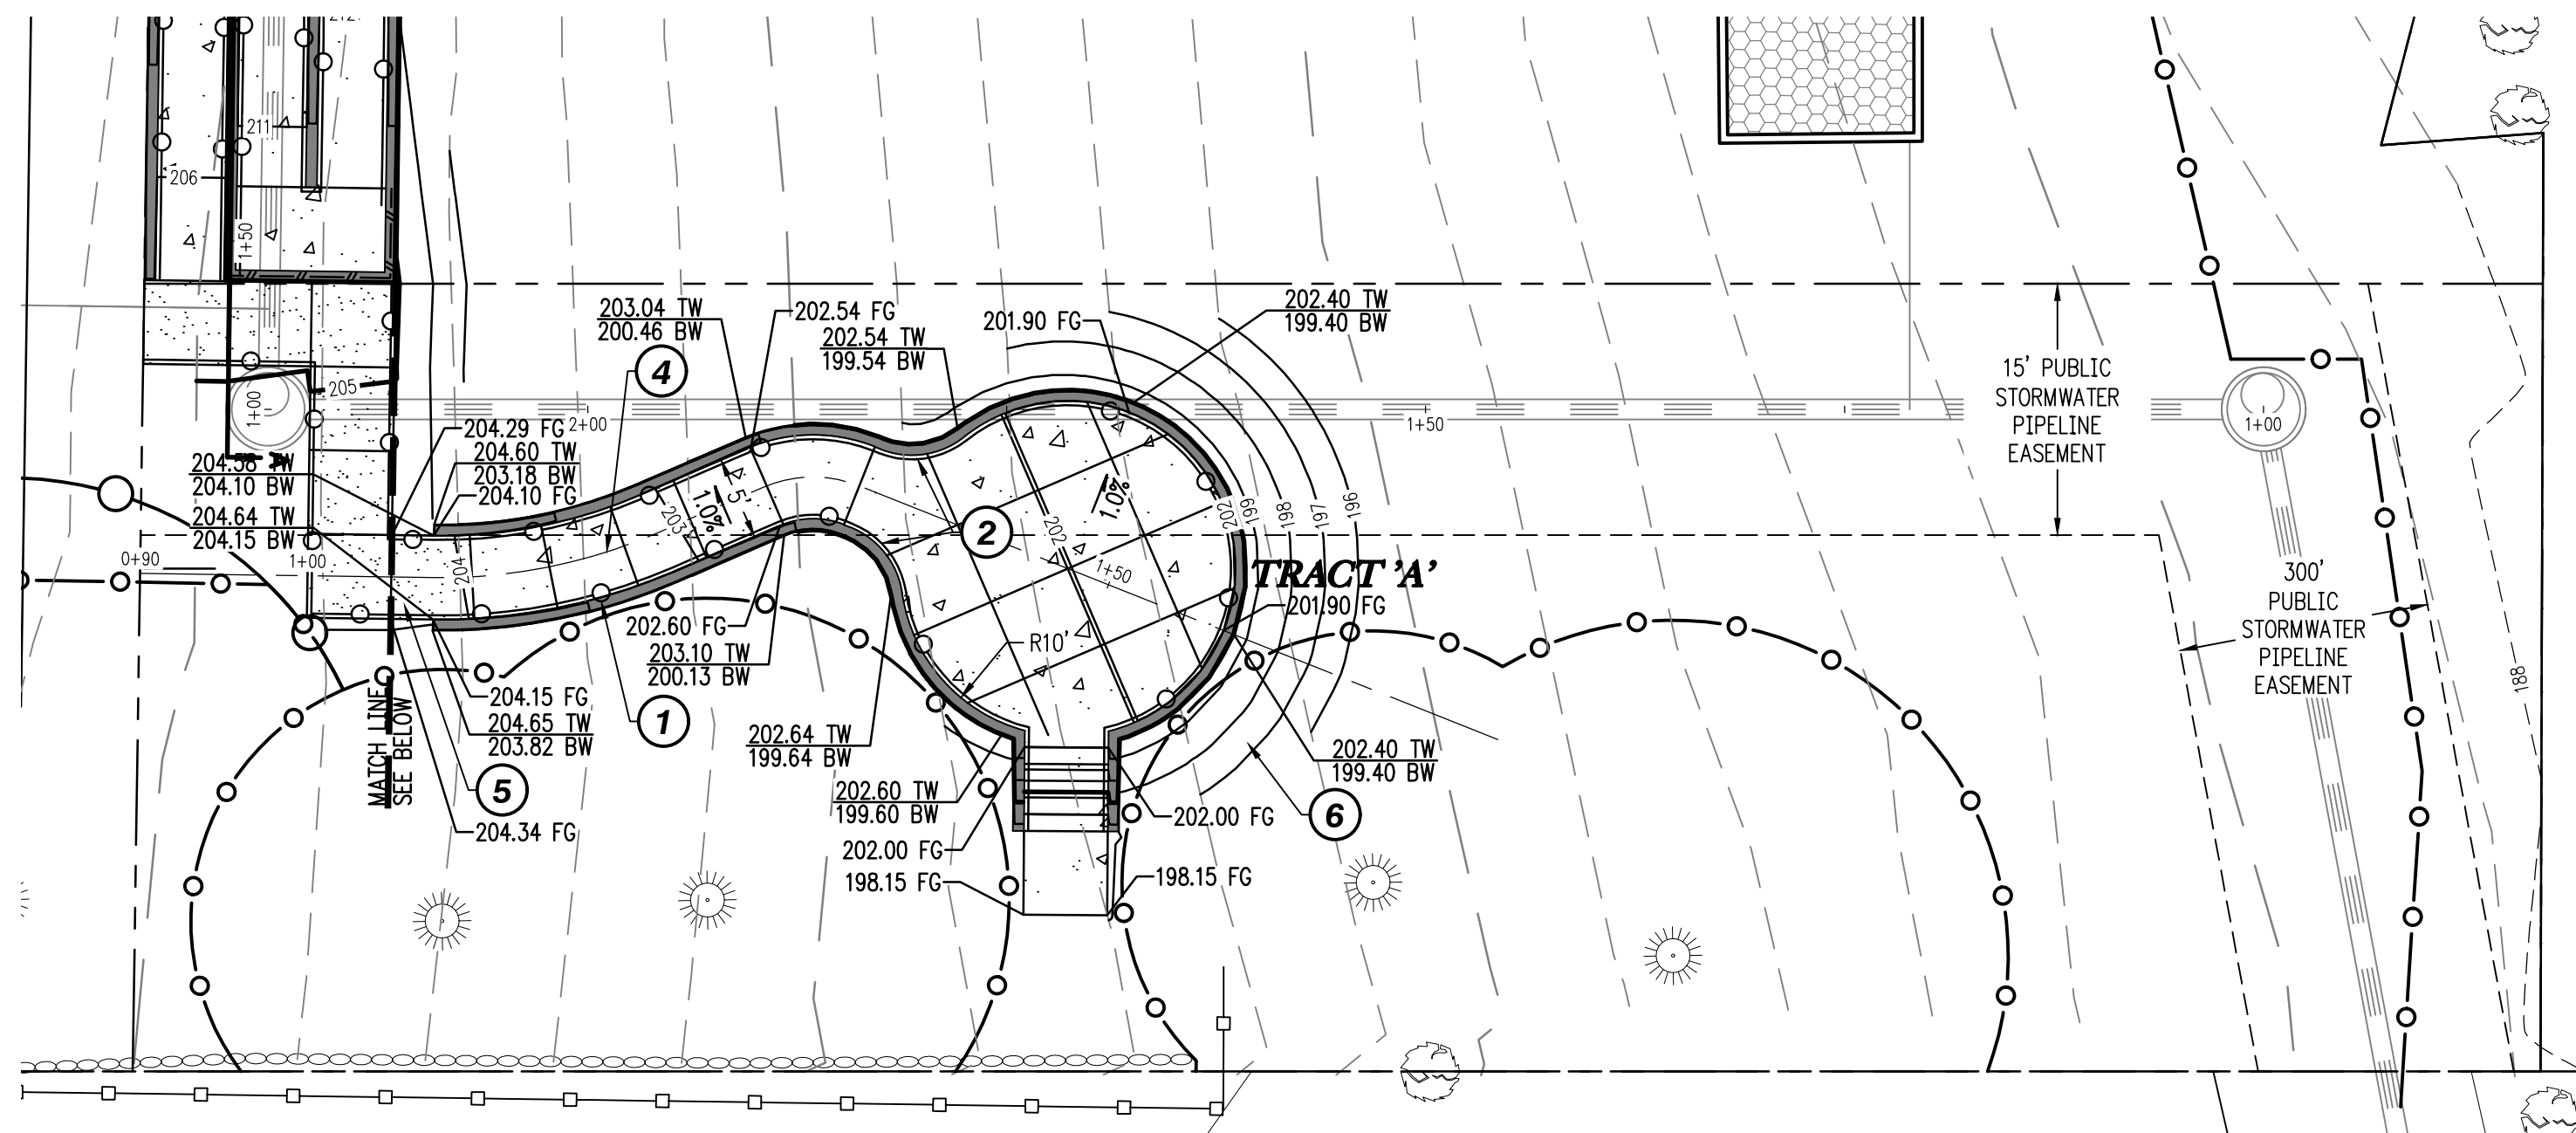 212
211
206
1+50
205
1+00
203.04 TW
200.46 BW
202.54 FG
202.54 TW
199.54 BW
201.90 FG
202.40 TW
199.40 BW
4
15' PUBLIC
STORMWATER
PIPELINE
EASEMENT
2+00
1+50
1+00
204.29 FG
204.60 TW
203.18 BW
204.10 FG
204.58 TW
204.10 BW
204.64 TW
204.15 BW
A
0+90
1+00
204
203
1.0%
5'
2
202
1.0%
1+50
202
199
198
197
196
TRACT 'A'
201.90 FG
300'
PUBLIC
STORMWATER
PIPELINE
EASEMENT
188
202.60 FG
203.10 TW
200.13 BW
R10'
204.15 FG
204.65 TW
203.82 BW
1
MATCH LINE
SEE BELOW
5
204.34 FG
202.64 TW
199.64 BW
202.60 TW
199.60 BW
202.40 TW
199.40 BW
6
202.00 FG
202.00 FG
198.15 FG
198.15 FG